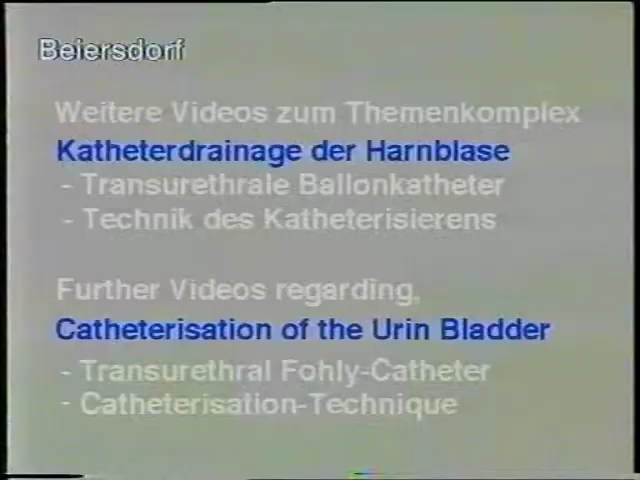 Beiersdorf
Weitere Videos zum Themenkomplex
Katheterdrainage der Harnblase
- Transurethrale Ballonkatheter
- Technik des Katheterisierens
Further Videos regarding,
Catheterisation of the Urin Bladder
- Transurethral Fohly-Catheter
- Catheterisation-Technique